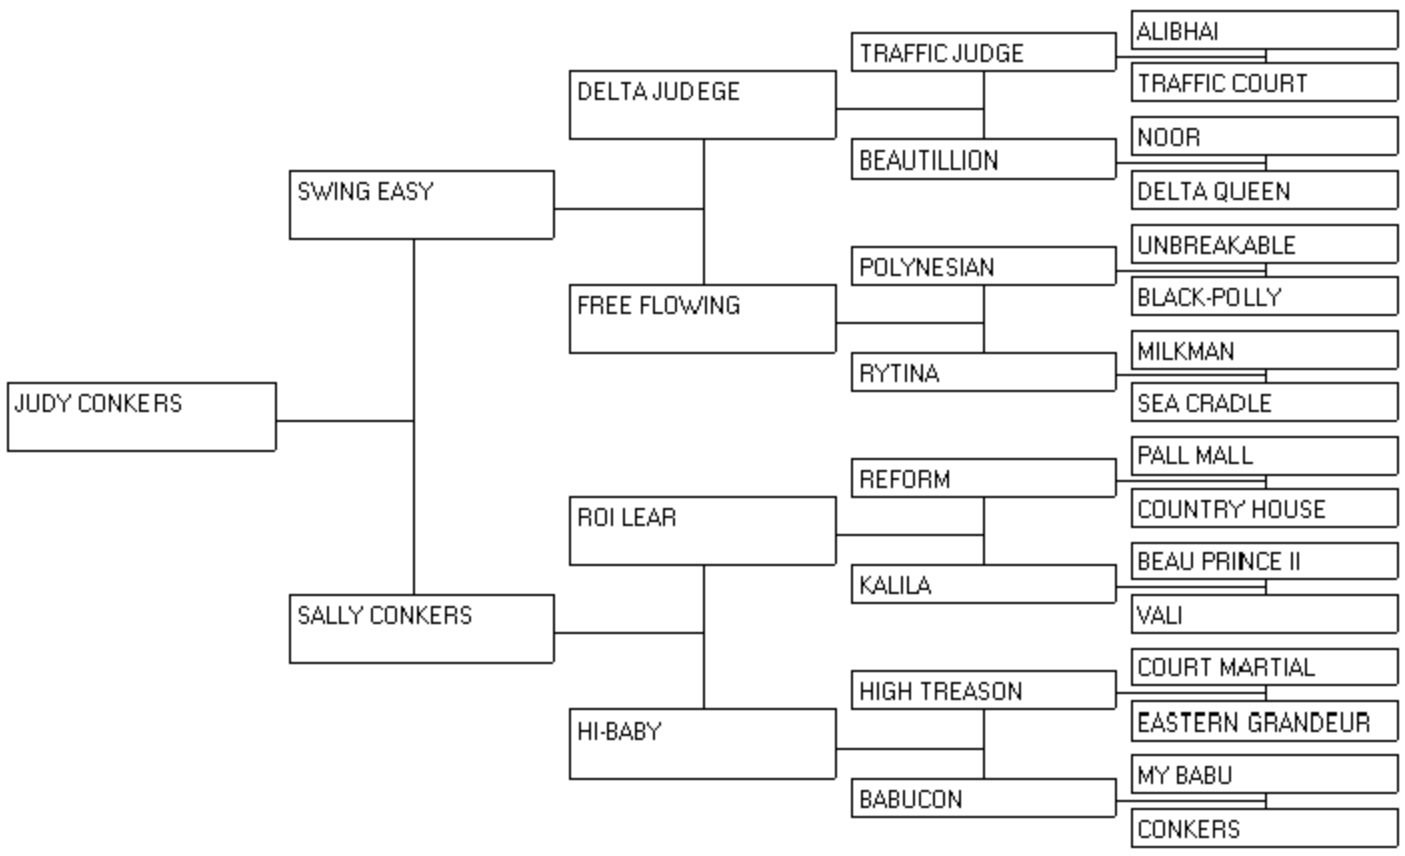 ALIBHAI
TRAFFIC JUDGE
TRAFFIC COURT
DELTA JUDEGE
NOOR
BEAUTILLION
DELTA QUEEN
SWING EASY
UNBREAKABLE
POLYNESIAN
BLACK-POLLY
FREE FLOWING
MILKMAN
RYTINA
SEA CRADLE
JUDY CONKERS
PALL MALL
REFORM
COUNTRY HOUSE
ROI LEAR
BEAU PRINCE II
KALILA
VALI
SALLY CONKERS
COURT MARTIAL
HIGH TREASON
EASTERN GRANDEUR
HI-BABY
MY BABU
BABUCON
CONKERS